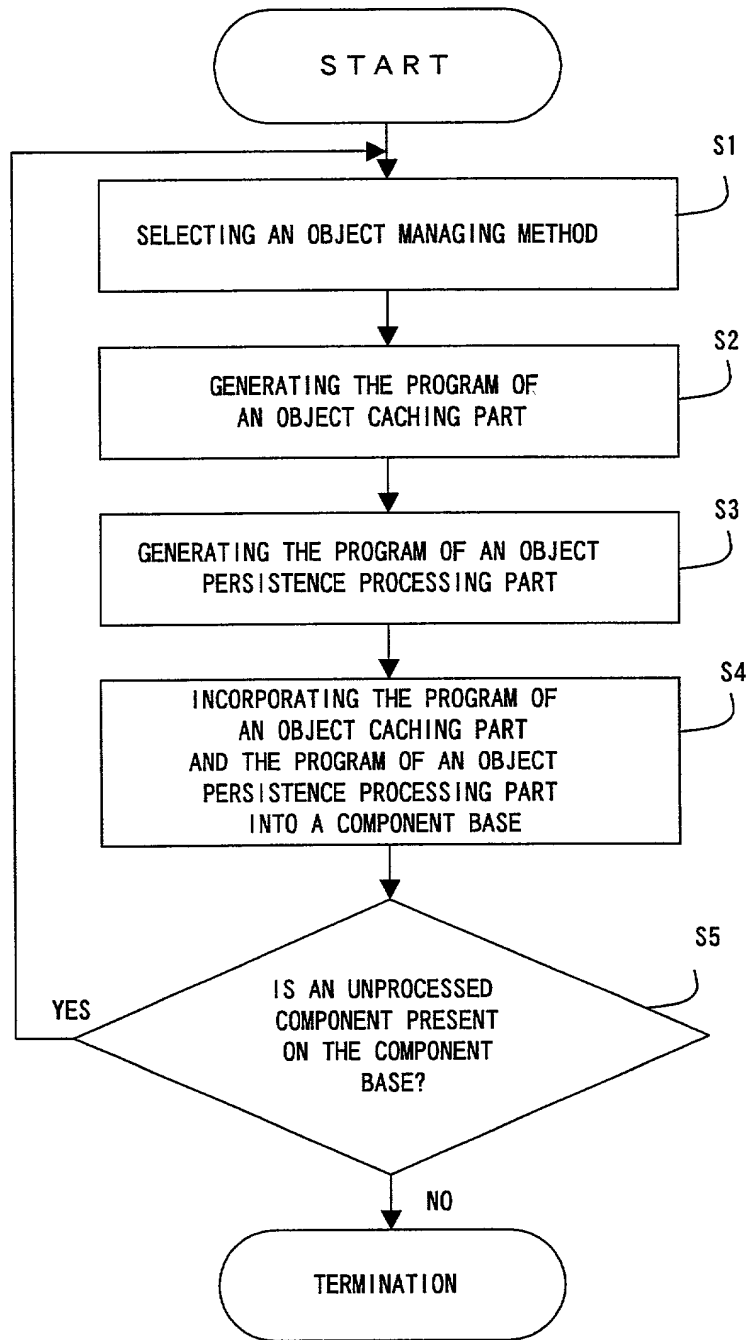 START
S1
SELECTING AN OBJECT MANAGING METHOD
S2
GENERATING THE PROGRAM OF
AN OBJECT CACHING PART
S3
GENERATING THE PROGRAM OF AN OBJECT
PERSISTENCE PROCESSING PART
S4
INCORPORATING THE PROGRAM OF
AN OBJECT CACHING PART
AND THE PROGRAM OF AN OBJECT
PERSISTENCE PROCESSING PART
INTO A COMPONENT BASE
S5
YES
IS AN UNPROCESSED
COMPONENT PRESENT
ON THE COMPONENT
BASE?
NO
TERMINATION